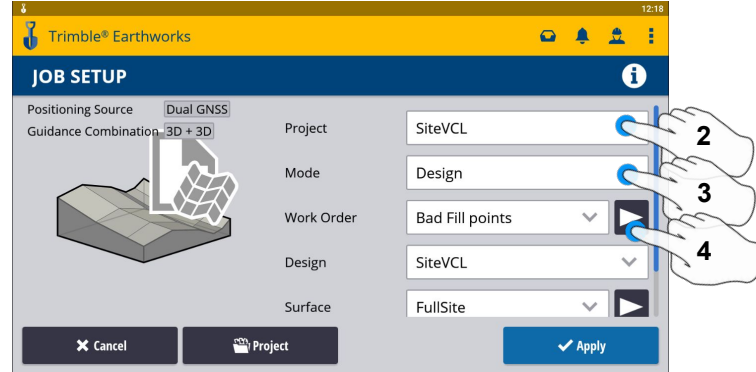 12:18
Trimble® Earthworks
JOB SETUP
Positioning Source Dual GNSS
Guidance Combination 3D + 3D
Project SiteVCL
2
Mode Design
3
Work Order Bad Fill points
4
Design SiteVCL
Surface FullSite
Cancel Project Apply